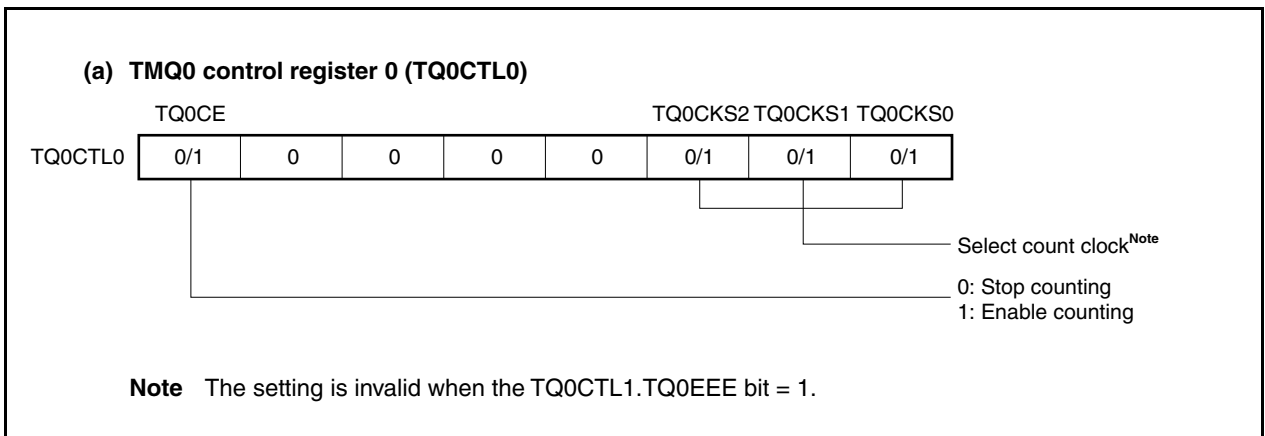 (a) TMQ0 control register 0 (TQ0CTL0)
TQ0CE TQ0CKS2 TQ0CKS1 TQ0CKS0
TQ0CTL0 0/1 0 0 0 0 0/1 0/1 0/1
Select count clockNote
0: Stop counting
1: Enable counting
Note The setting is invalid when the TQ0CTL1.TQ0EEE bit = 1.